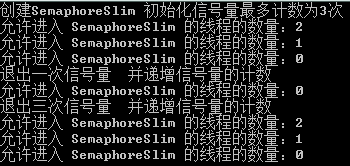 创建SemaphoreSlim 初始化信号量最多计数为3次
允许进入 SemaphoreSlim 的线程的数量：2
允许进入 SemaphoreSlim 的线程的数量：1
允许进入 SemaphoreSlim 的线程的数量：0
退出一次信号量  并递增信号量的计数
允许进入 SemaphoreSlim 的线程的数量：0
退出三次信号量  并递增信号量的计数
允许进入 SemaphoreSlim 的线程的数量：2
允许进入 SemaphoreSlim 的线程的数量：1
允许进入 SemaphoreSlim 的线程的数量：0